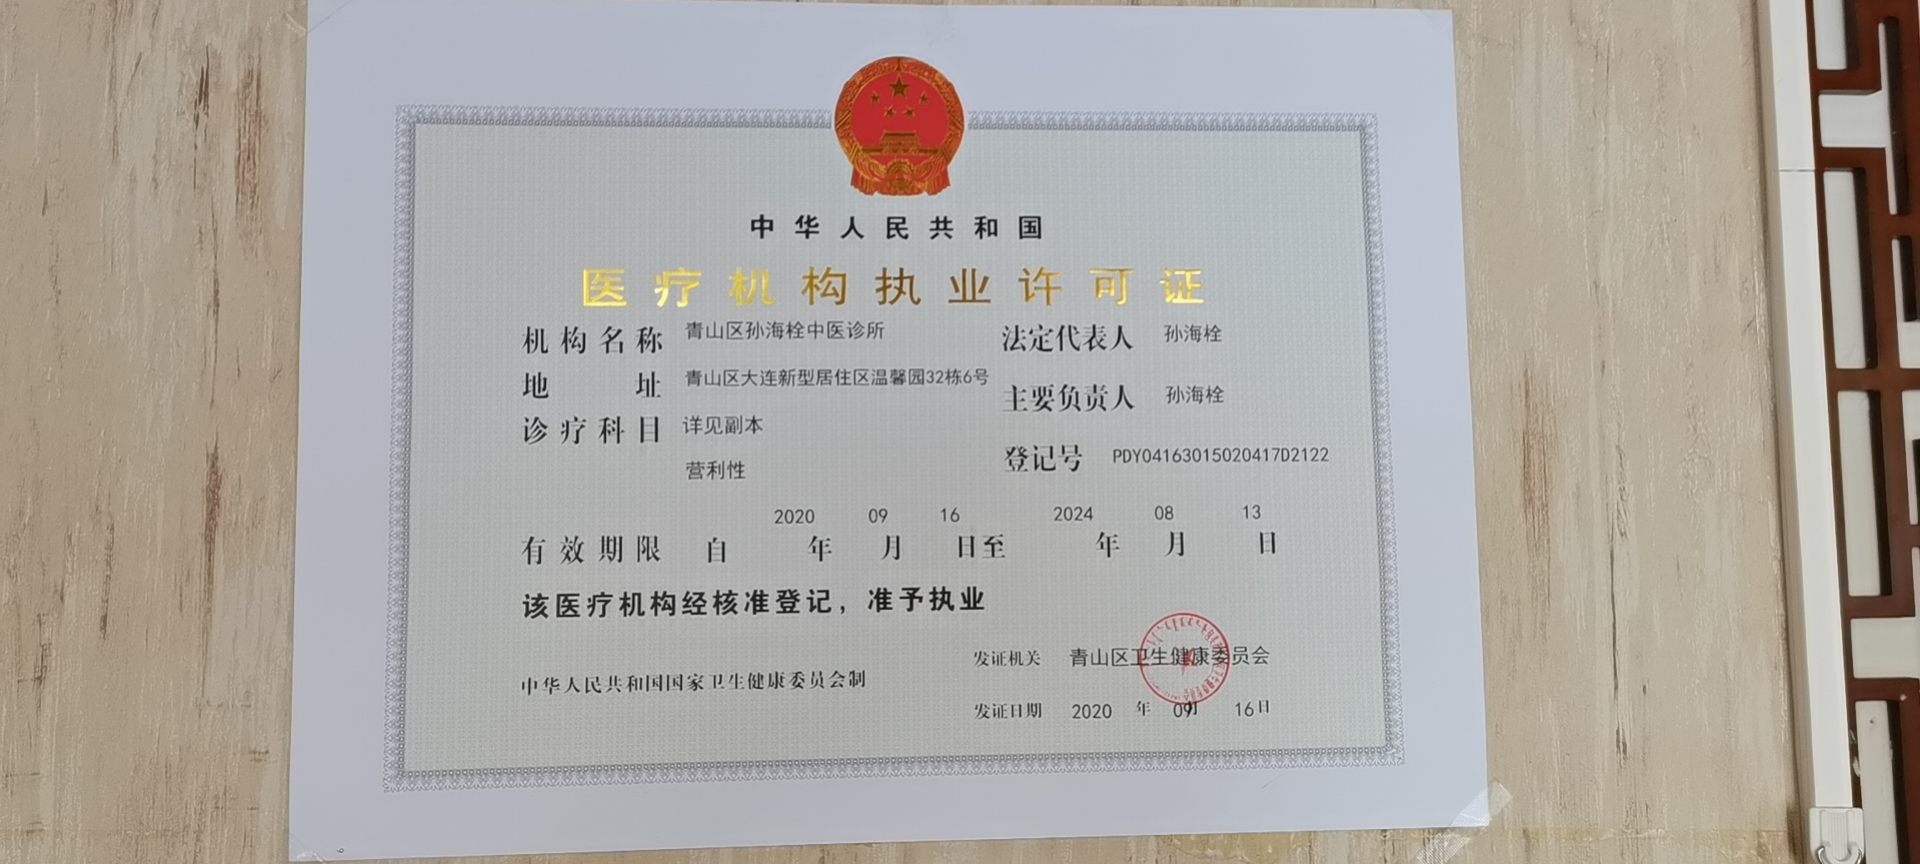 中华人民共和国
医疗机构执业许可证
机构名称 青山区孙海栓中医诊所
法定代表人 孙海栓
地址 青山区大连新型居住区温馨园32栋6号
主要负责人 孙海栓
诊疗科目 详见副本
营利性
登记号 PDY04163015020417D2122
有效期限 自 2020 年 09 月 16 日至 2024 年 08 月 13 日
该医疗机构经核准登记，准予执业
发证机关 青山区卫生健康委员会
中华人民共和国国家卫生健康委员会制
发证日期 2020 年 09 月 16 日